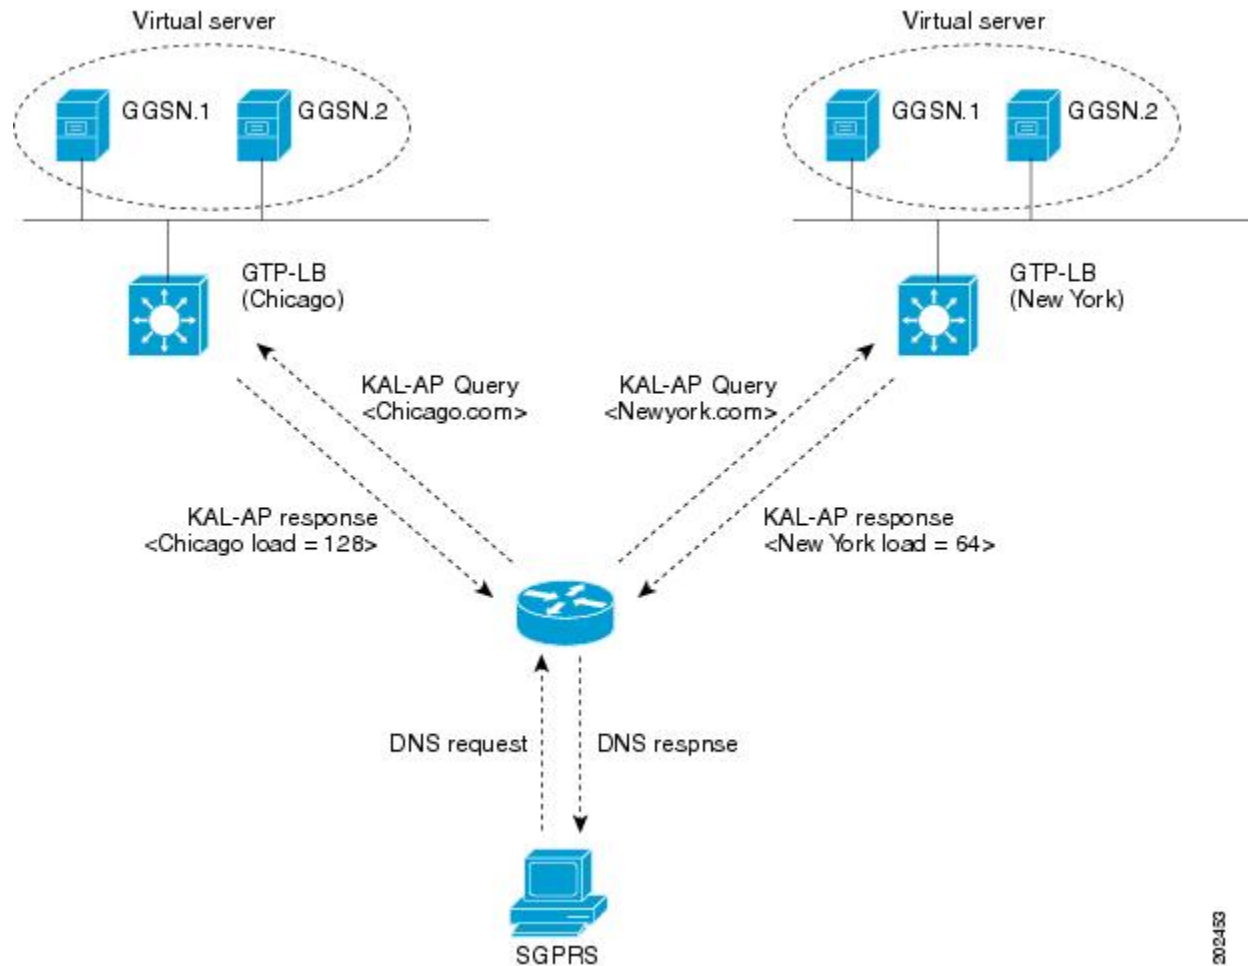 Virtual server
Virtual server
GGSN.1
GGSN.2
GGSN.1
GGSN.2
GTP-LB
(Chicago)
GTP-LB
(New York)
KAL-AP Query
<Chicago.com>
KAL-AP Query
<Newyork.com>
KAL-AP response
<Chicago load = 128>
KAL-AP response
<New York load = 64>
DNS request
DNS respnse
SGPRS
202453